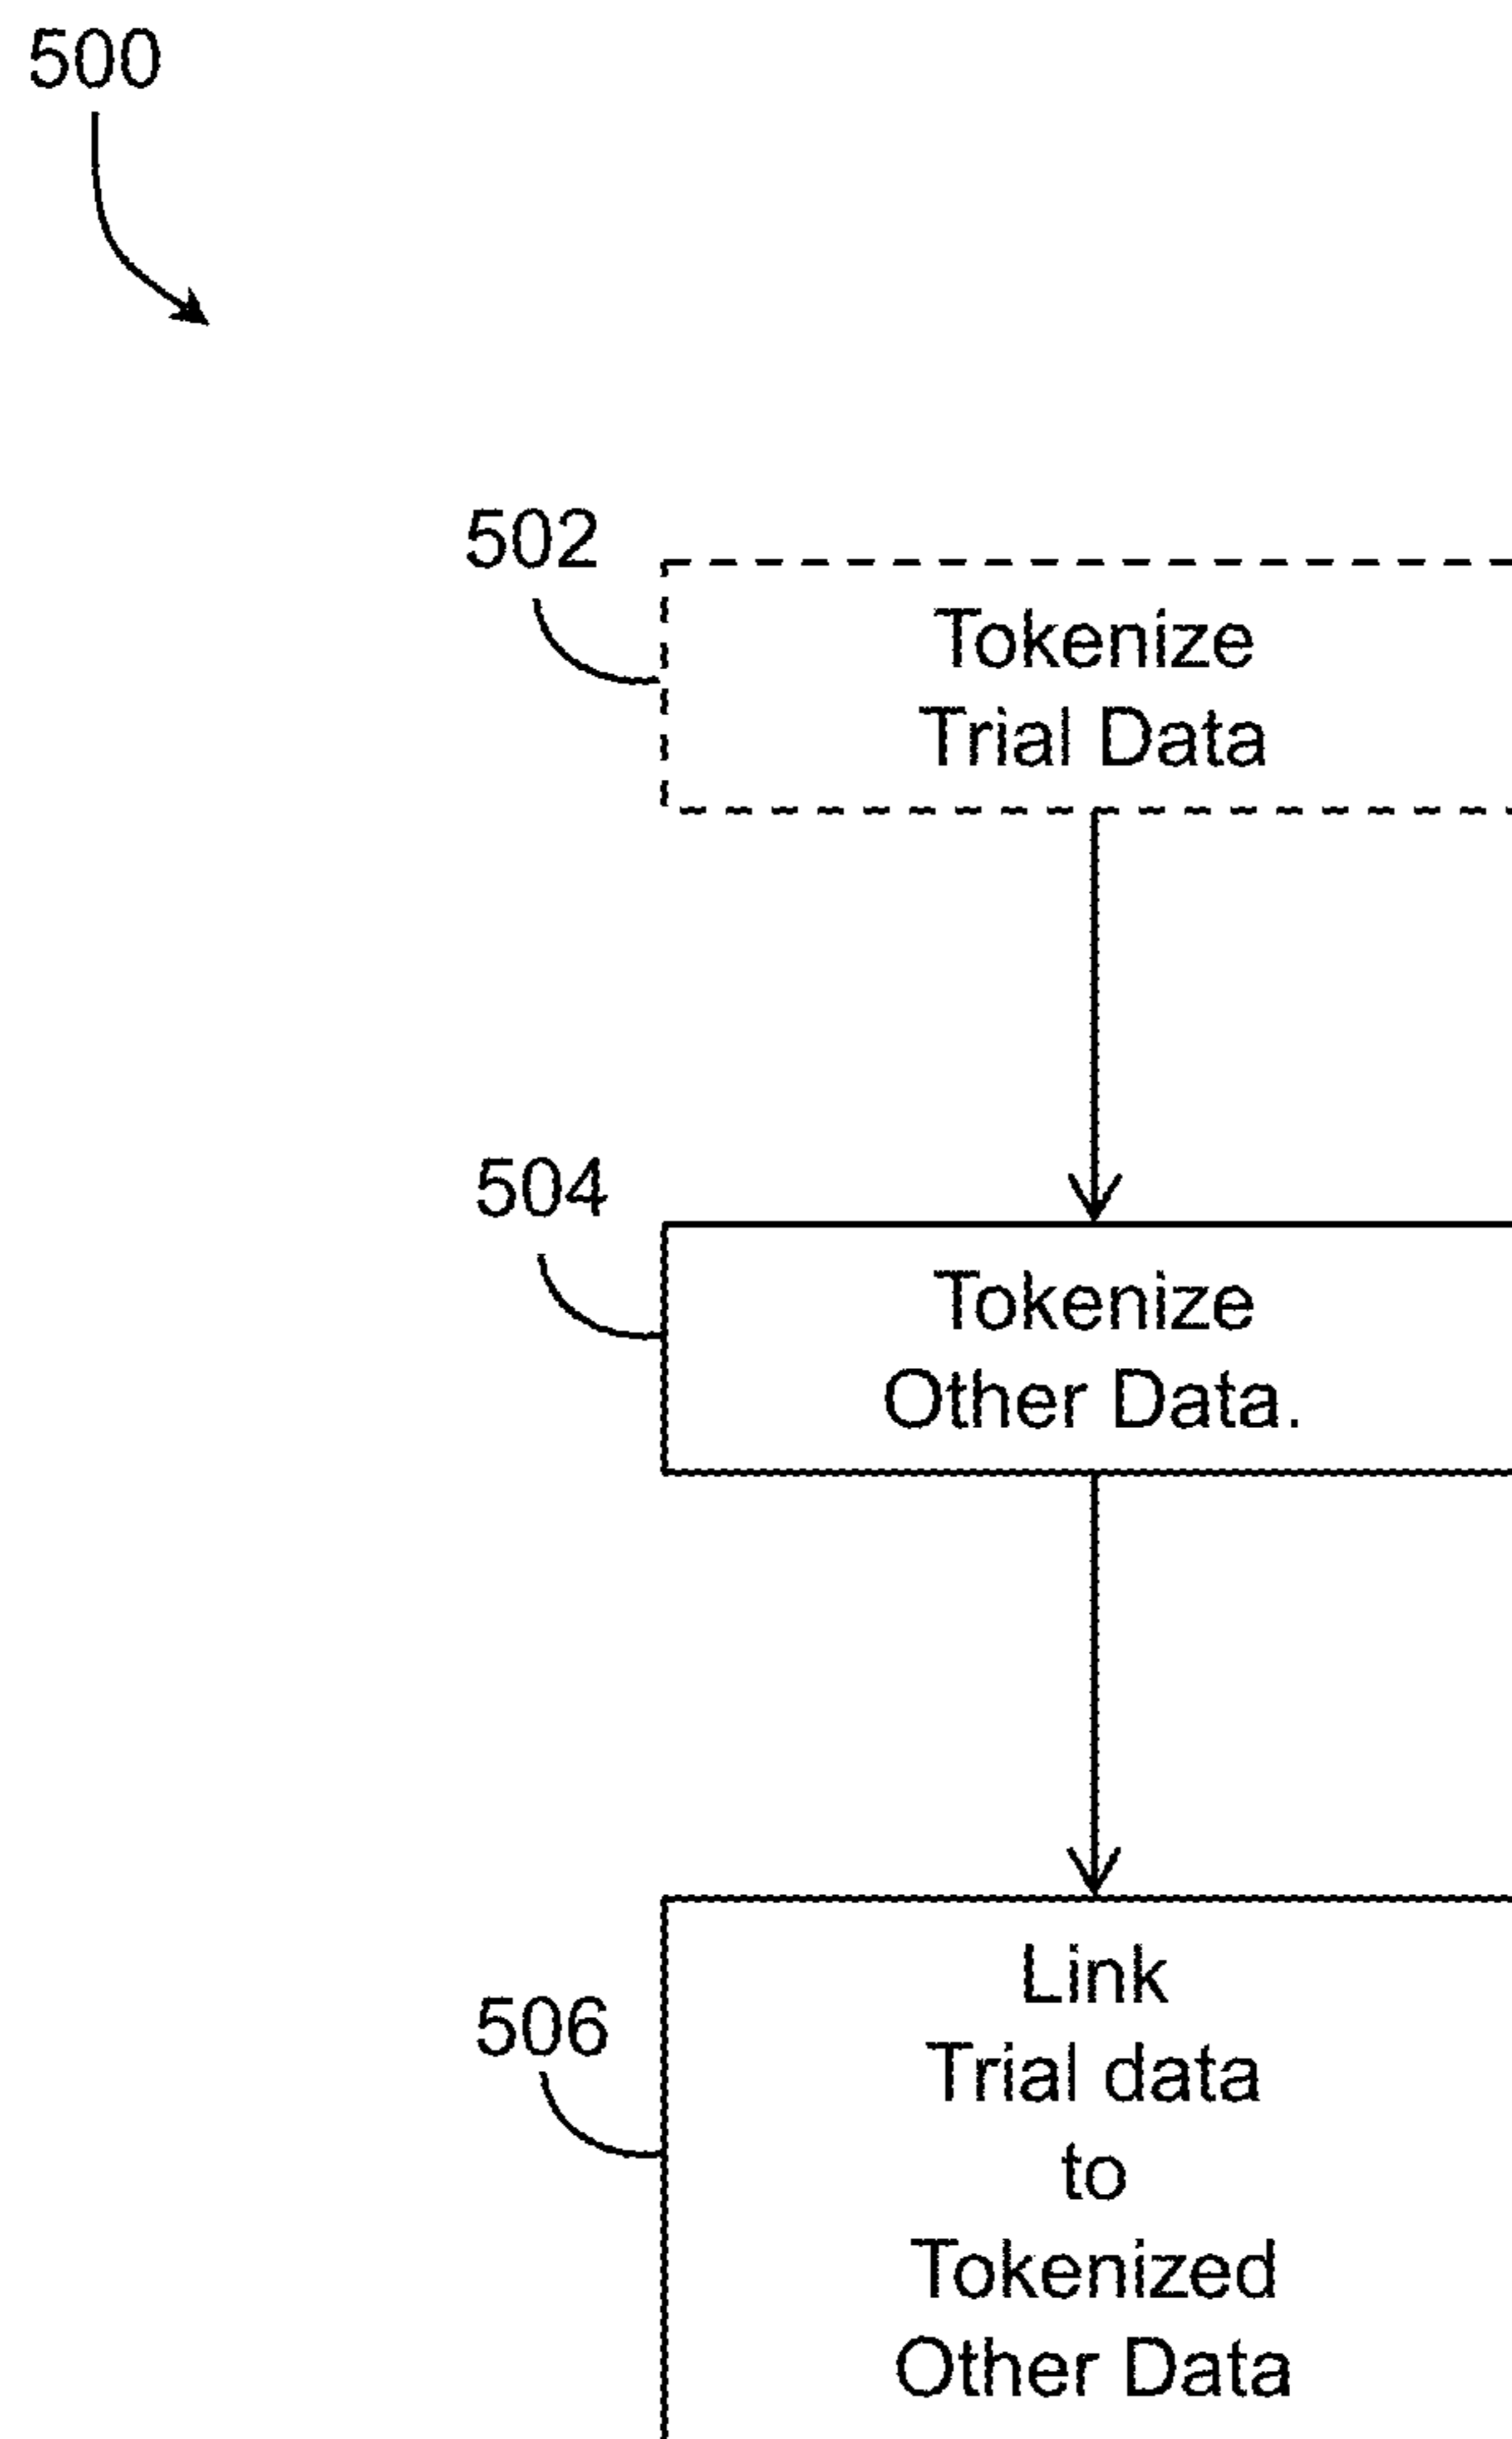 500
502
Tokenize
Trial Data
504
Tokenize
Other Data.
506
Link
Trial data
to
Tokenized
Other Data